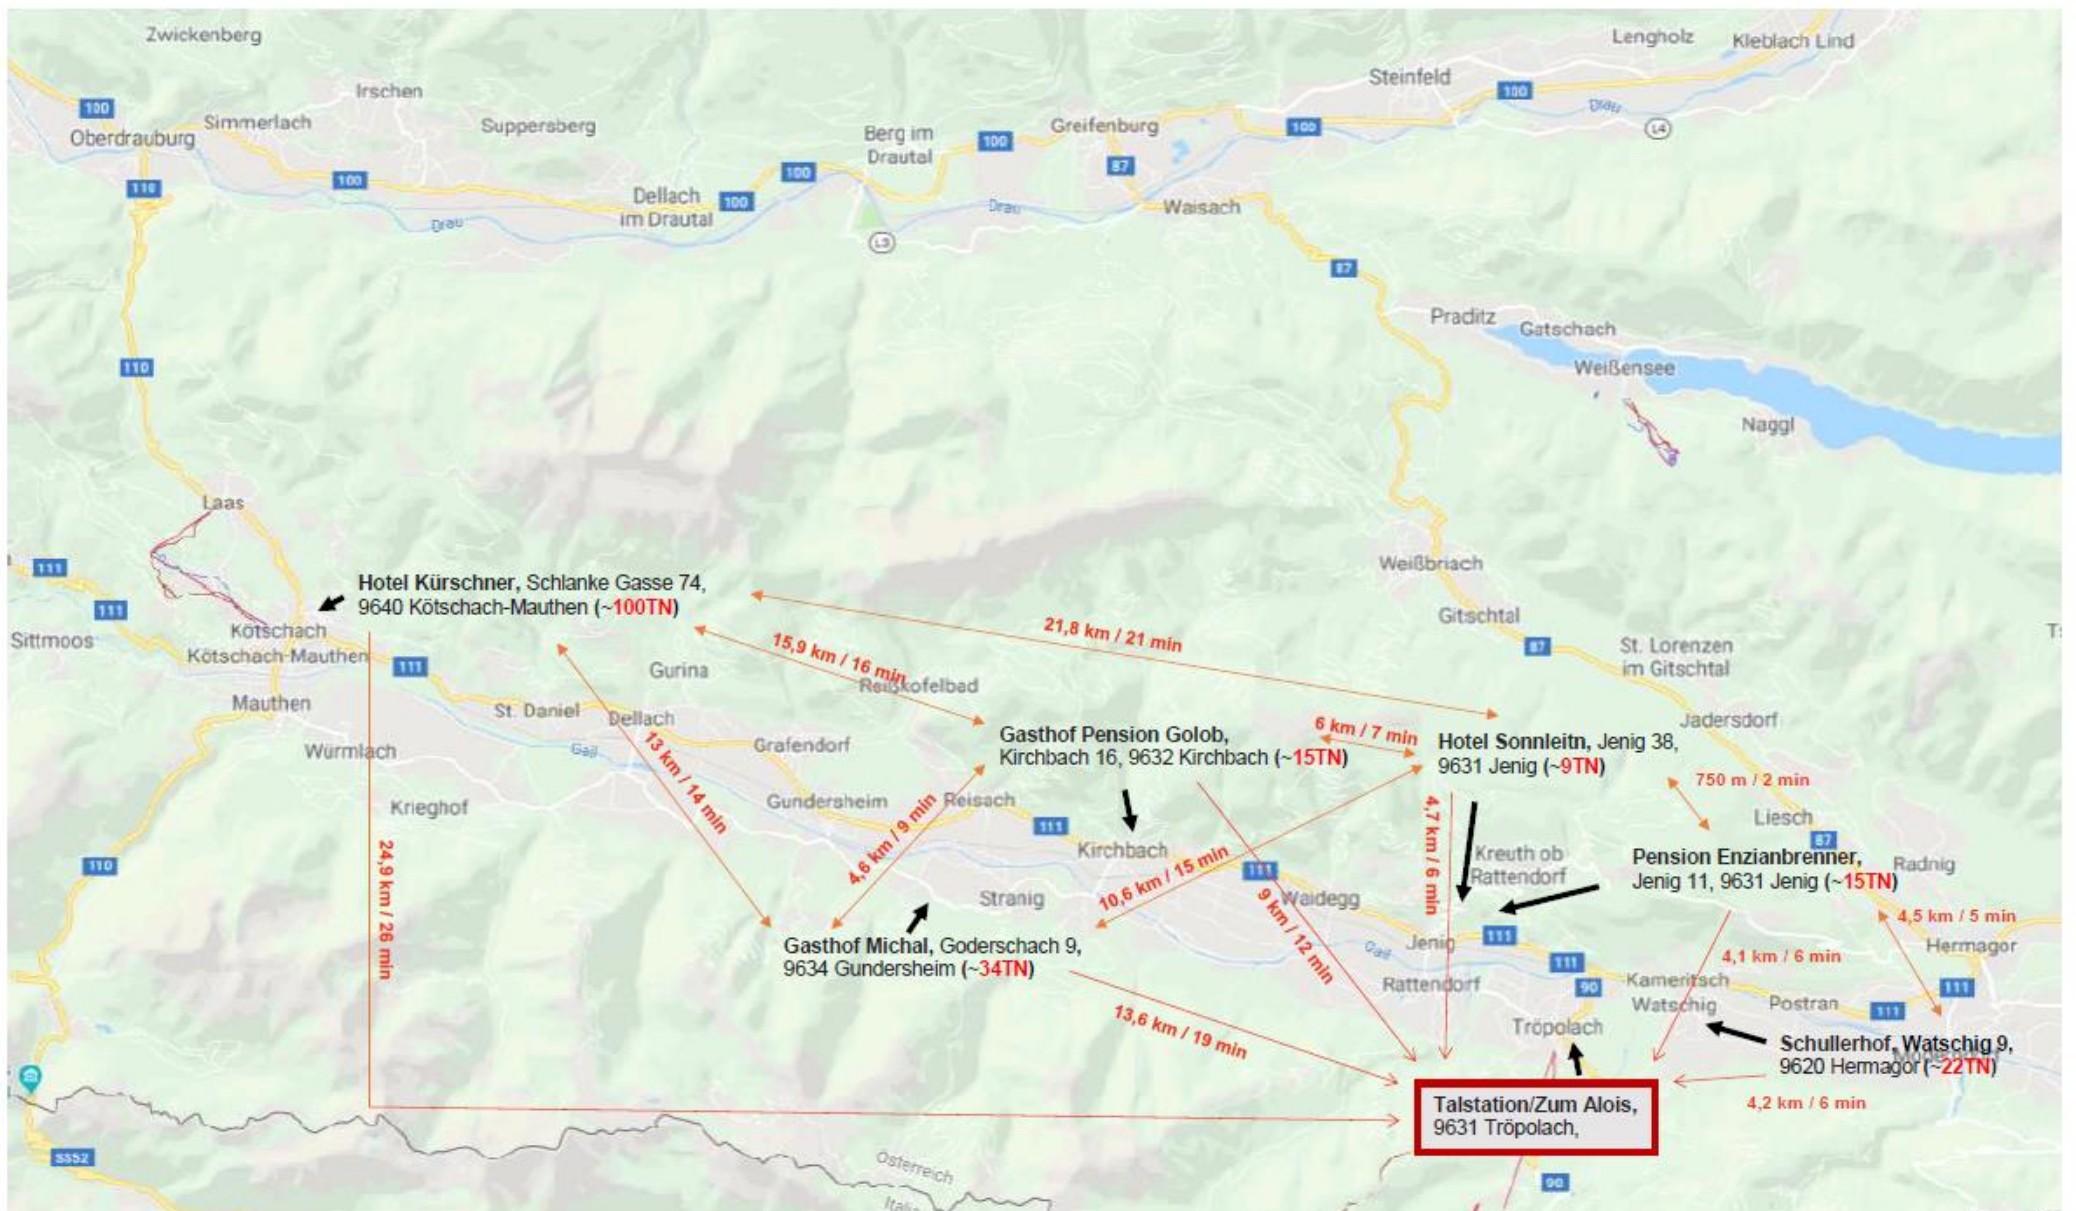 Zwickenberg
Lengholz
Kleblach Lind
Steinfeld
Irschen
100
100
Drau
L4
Oberdrauburg
Simmerlach
Suppersberg
Berg im
Drautal
100
Greifenburg
100
87
110
100
100
Dellach
im Drautal
100
Drau
Drau
Waisach
L3
87
Praditz
Gatschach
Weißensee
110
Naggl
Laas
111
Weißbriach
Hotel Kürschner, Schlanke Gasse 74,
9640 Kötschach-Mauthen (~100TN)
111
Gitschtal
Sittmoos
Kötschach
Kötschach-Mauthen
111
21,8 km / 21 min
15,9 km / 16 min
87
St. Lorenzen
im Gitschtal
Gurina
Reißkofelbad
Mauthen
St. Daniel
Dellach
Jadersdorf
Würmlach
Gail
Grafendorf
13 km / 14 min
Gasthof Pension Golob,
Kirchbach 16, 9632 Kirchbach (~15TN)
6 km / 7 min
Hotel Sonnleitn, Jenig 38,
9631 Jenig (~9TN)
750 m / 2 min
Krieghof
Gundersheim
Reisach
111
Liesch
87
4,6 km / 9 min
Kirchbach
4,7 km / 6 min
Kreuth ob
Rattendorf
Pension Enzianbrenner,
Jenig 11, 9631 Jenig (~15TN)
Radnig
110
24,9 km / 26 min
10,6 km / 15 min
111
Stranig
9 km / 12 min
Waidegg
4,5 km / 5 min
Gasthof Michal, Goderschach 9,
9634 Gundersheim (~34TN)
Gail
Jenig
111
Hermagor
4,1 km / 6 min
111
Rattendorf
90
Kameritsch
Watschig
Postran
111
111
13,6 km / 19 min
Tröpolach
Schullerhof, Watschig 9,
9620 Hermagor (~22TN)
Talstation/Zum Alois,
9631 Tröpolach,
4,2 km / 6 min
SS52
Österreich
90